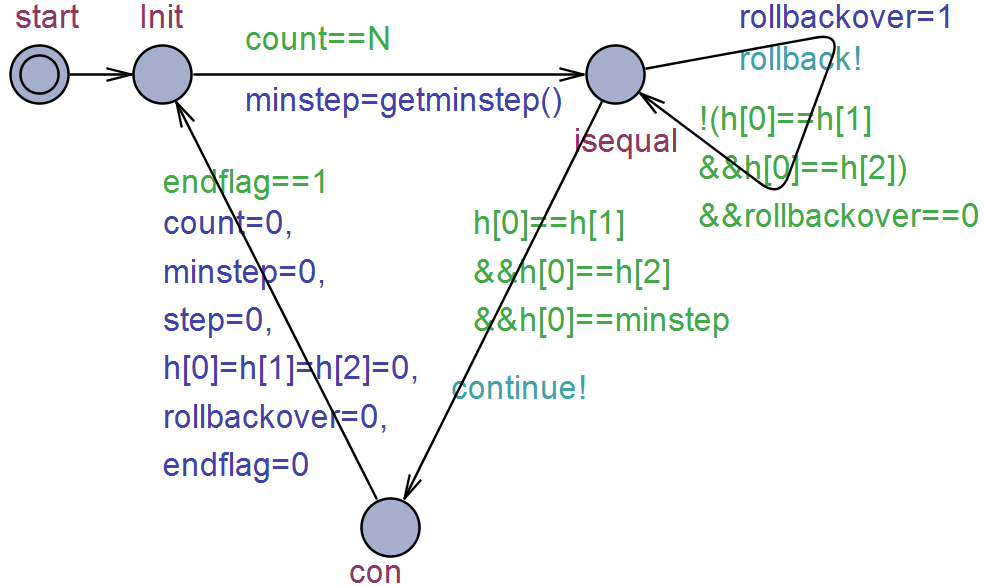 start
Init
count==N
minstep=getminstep()
rollbackover=1
rollback!
isequal
!(h[0]==h[1]
&&h[0]==h[2])
&&rollbackover==0
endflag==1
count=0,
minstep=0,
step=0,
h[0]=h[1]=h[2]=0,
rollbackover=0,
endflag=0
h[0]==h[1]
&&h[0]==h[2]
&&h[0]==minstep
continue!
con